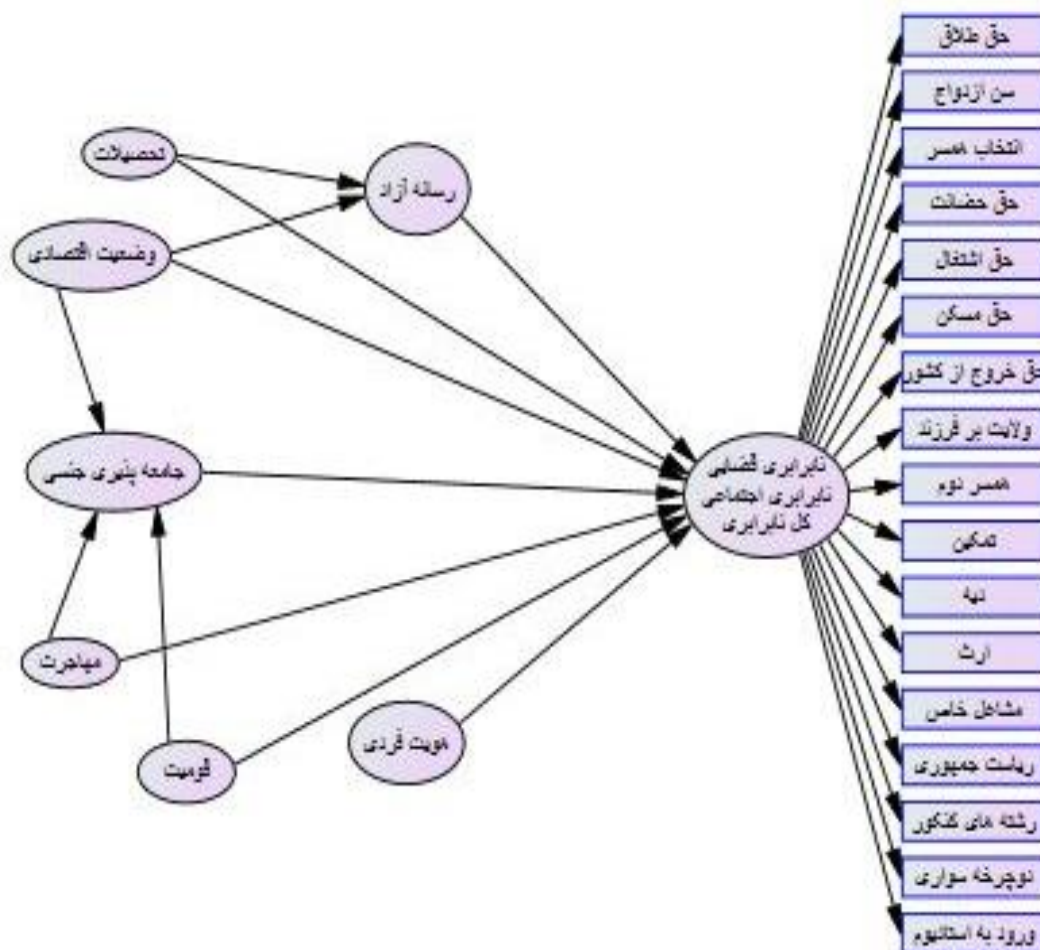 حق طلاق
سن ازدواج
انتخاب همسر
حق حضانت
حق اشتغال
حق مسکن
حق خروج از کشور
ولایت بر فرزند
همسر دوم
تمکین
دیه
ارث
مشاغل خاص
ریاست جمهوری
رشته های کنکور
دوچرخه سواری
ورود به استادیوم
نابرابری قضایی
نابرابری اجتماعی
کل نابرابری
رسانه آزاد
تحصیلات
وضعیت اقتصادی
جامعه پذیری جنسی
مهاجرت
قومیت
هویت فردی